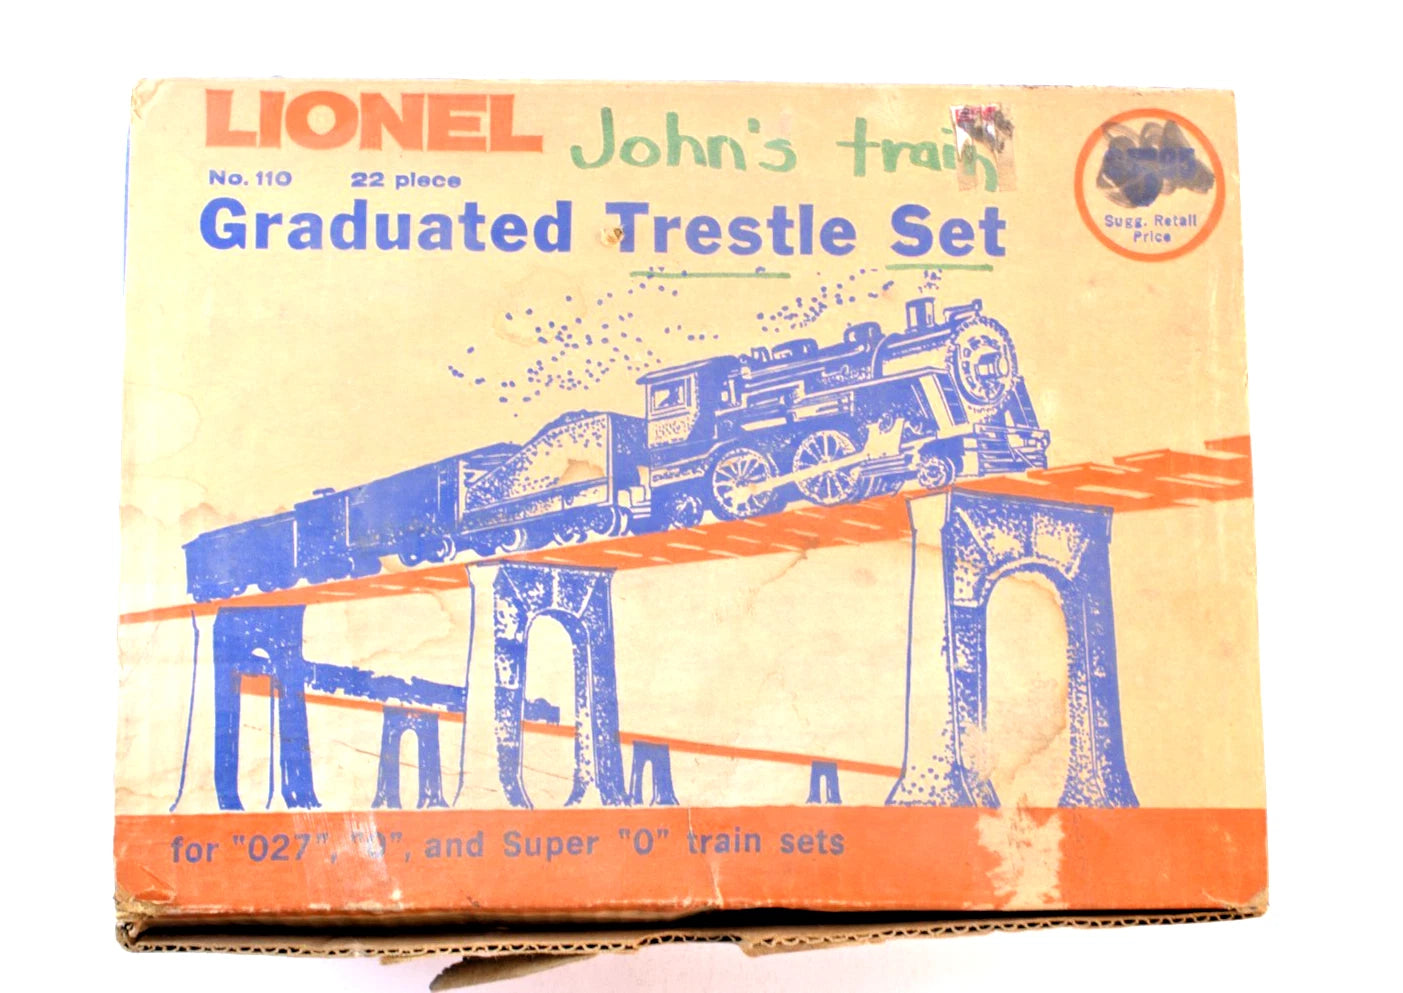 LIONEL John's train
No. 110 22 piece
Graduated Trestle Set
Sugg. Retail
Price
for "027", "O", and Super "O" train sets